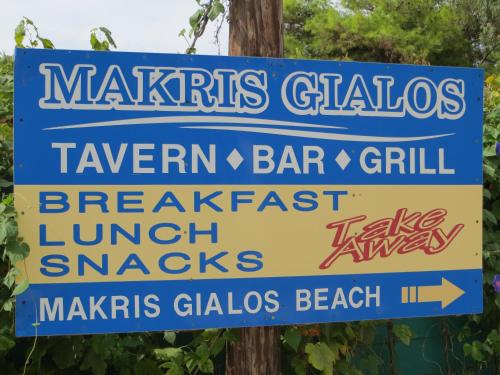 MAKRIS GIALOS
TAVERN ♦ BAR ♦ GRILL
BREAKFAST
LUNCH
SNACKS
Take
Away
MAKRIS GIALOS BEACH